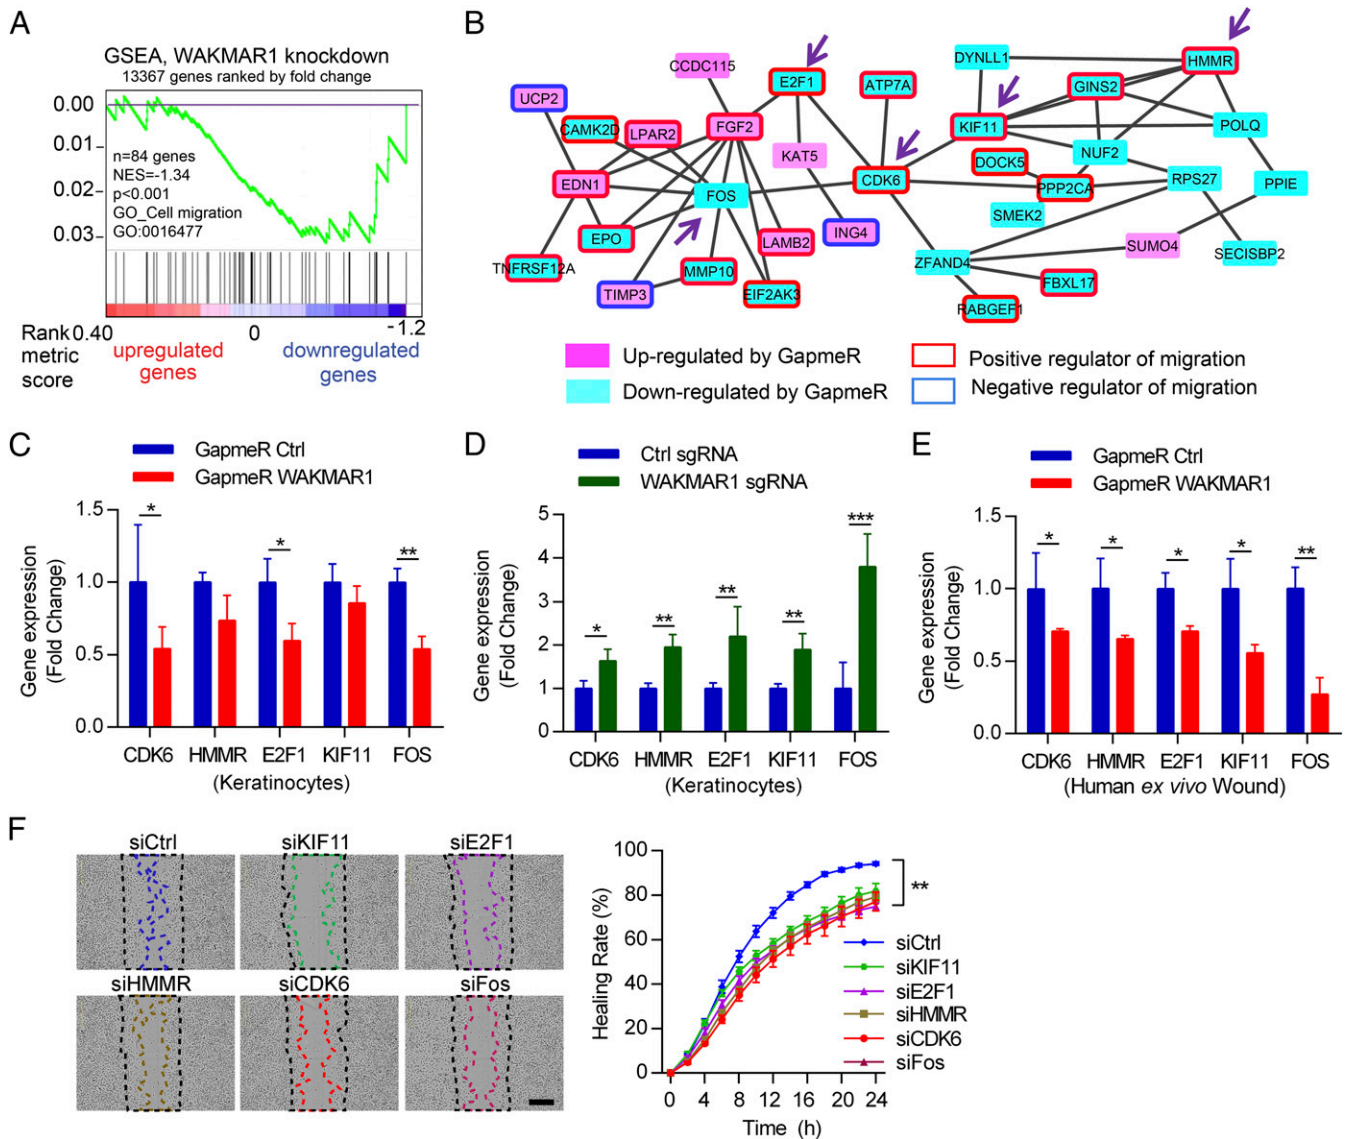 A
GSEA, WAKMAR1 knockdown
13367 genes ranked by fold change
0.00
0.01
0.02
0.03
n=84 genes
NES=-1.34
p<0.001
GO_Cell migration
GO:0016477
Rank metric score
0.40
0
-1.2
upregulated genes
downregulated genes
B
CCDC115
E2F1
ATP7A
DYNLL1
HMMR
UCP2
CAMK2D
LPAR2
FGF2
KAT5
KIF11
GINS2
POLQ
NUF2
DOCK5
EDN1
FOS
CDK6
PPP2CA
RPS27
PPIE
SMEK2
EPO
LAMB2
ING4
ZFAND4
SUMO4
SECISBP2
TNFRSF12A
TIMP3
MMP10
EIF2AK3
RABGEF1
FBXL17
Up-regulated by GapmeR
Down-regulated by GapmeR
Positive regulator of migration
Negative regulator of migration
C
GapmeR Ctrl
GapmeR WAKMAR1
Gene expression
(Fold Change)
1.5
1.0
0.5
0.0
*
*
**
CDK6 HMMR E2F1 KIF11 FOS
(Keratinocytes)
D
Ctrl sgRNA
WAKMAR1 sgRNA
Gene expression
(Fold Change)
5
4
3
2
1
0
*
**
**
**
***
CDK6 HMMR E2F1 KIF11 FOS
(Keratinocytes)
E
GapmeR Ctrl
GapmeR WAKMAR1
Gene expression
(Fold Change)
1.5
1.0
0.5
0.0
*
*
*
*
**
CDK6 HMMR E2F1 KIF11 FOS
(Human ex vivo Wound)
F
siCtrl
siKIF11
siE2F1
siHMMR
siCDK6
siFos
Healing Rate (%)
100
80
60
40
20
0
**
siCtrl
siKIF11
siE2F1
siHMMR
siCDK6
siFos
0 4 8 12 16 20 24
Time (h)